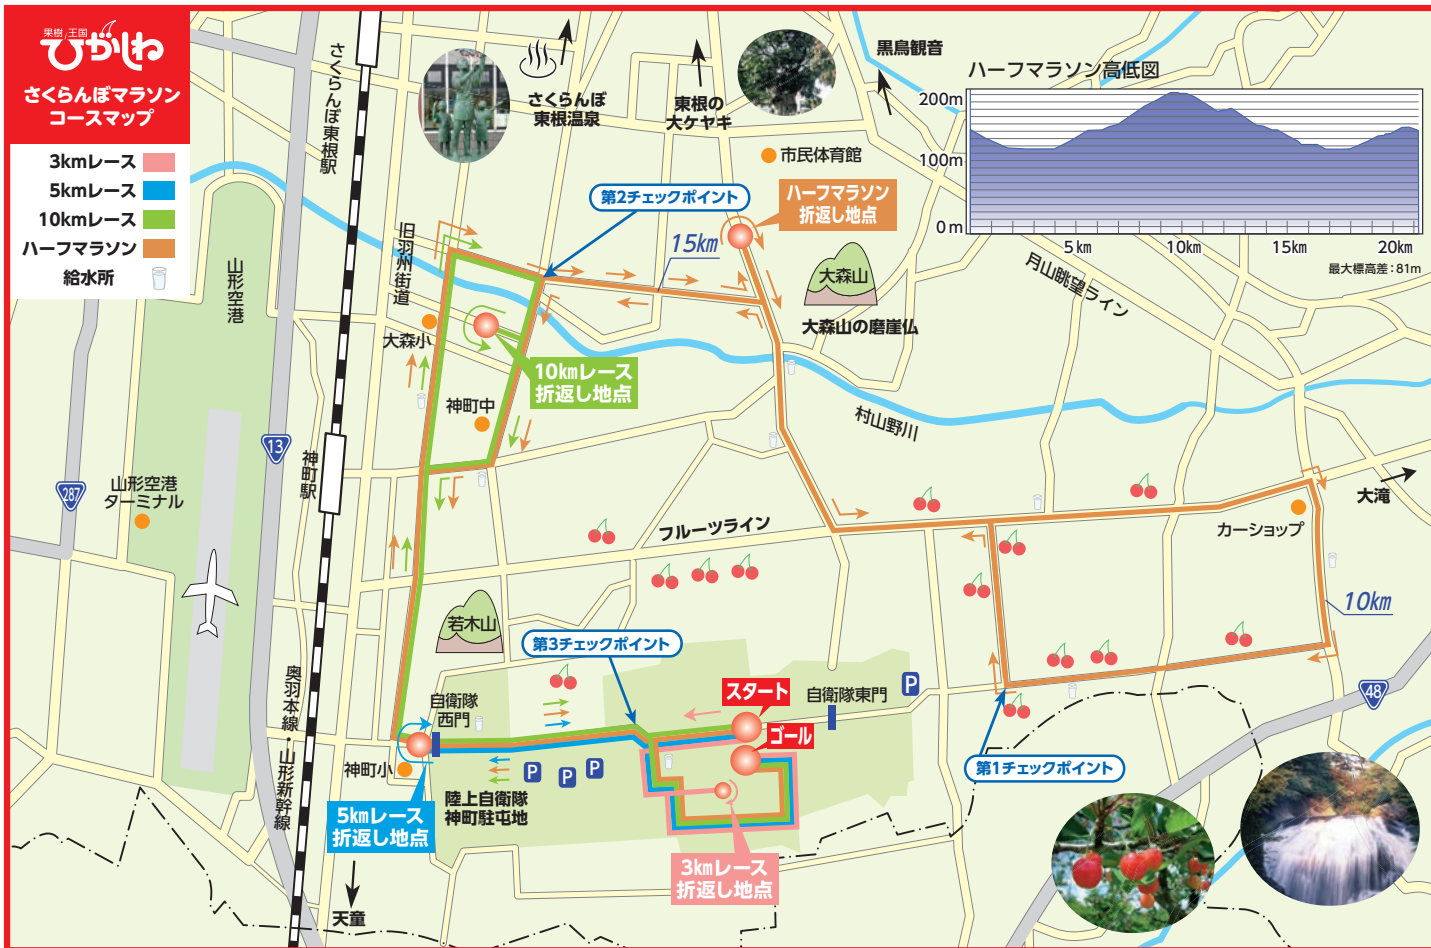 果樹王国
ひがしね
さくらんぼマラソン
コースマップ
3kmレース
5kmレース
10kmレース
ハーフマラソン
給水所
さくらんぼ東根駅
さくらんぼ
東根温泉
東根の
大ケヤキ
黒鳥観音
市民体育館
ハーフマラソン高低図
200m
100m
0m
5km
10km
15km
20km
最大標高差：81m
第2チェックポイント
ハーフマラソン
折返し地点
15km
旧羽州街道
山形空港
大森山
大森山の磨崖仏
月山眺望ライン
大森小
10kmレース
折返し地点
神町中
村山野川
13
神町駅
287
山形空港
ターミナル
フルーツライン
大滝
カーショップ
10km
若木山
第3チェックポイント
スタート
ゴール
自衛隊東門
P
48
自衛隊
西門
神町小
奥羽本線・山形新幹線
P
P
P
第1チェックポイント
陸上自衛隊
神町駐屯地
5kmレース
折返し地点
3kmレース
折返し地点
天童